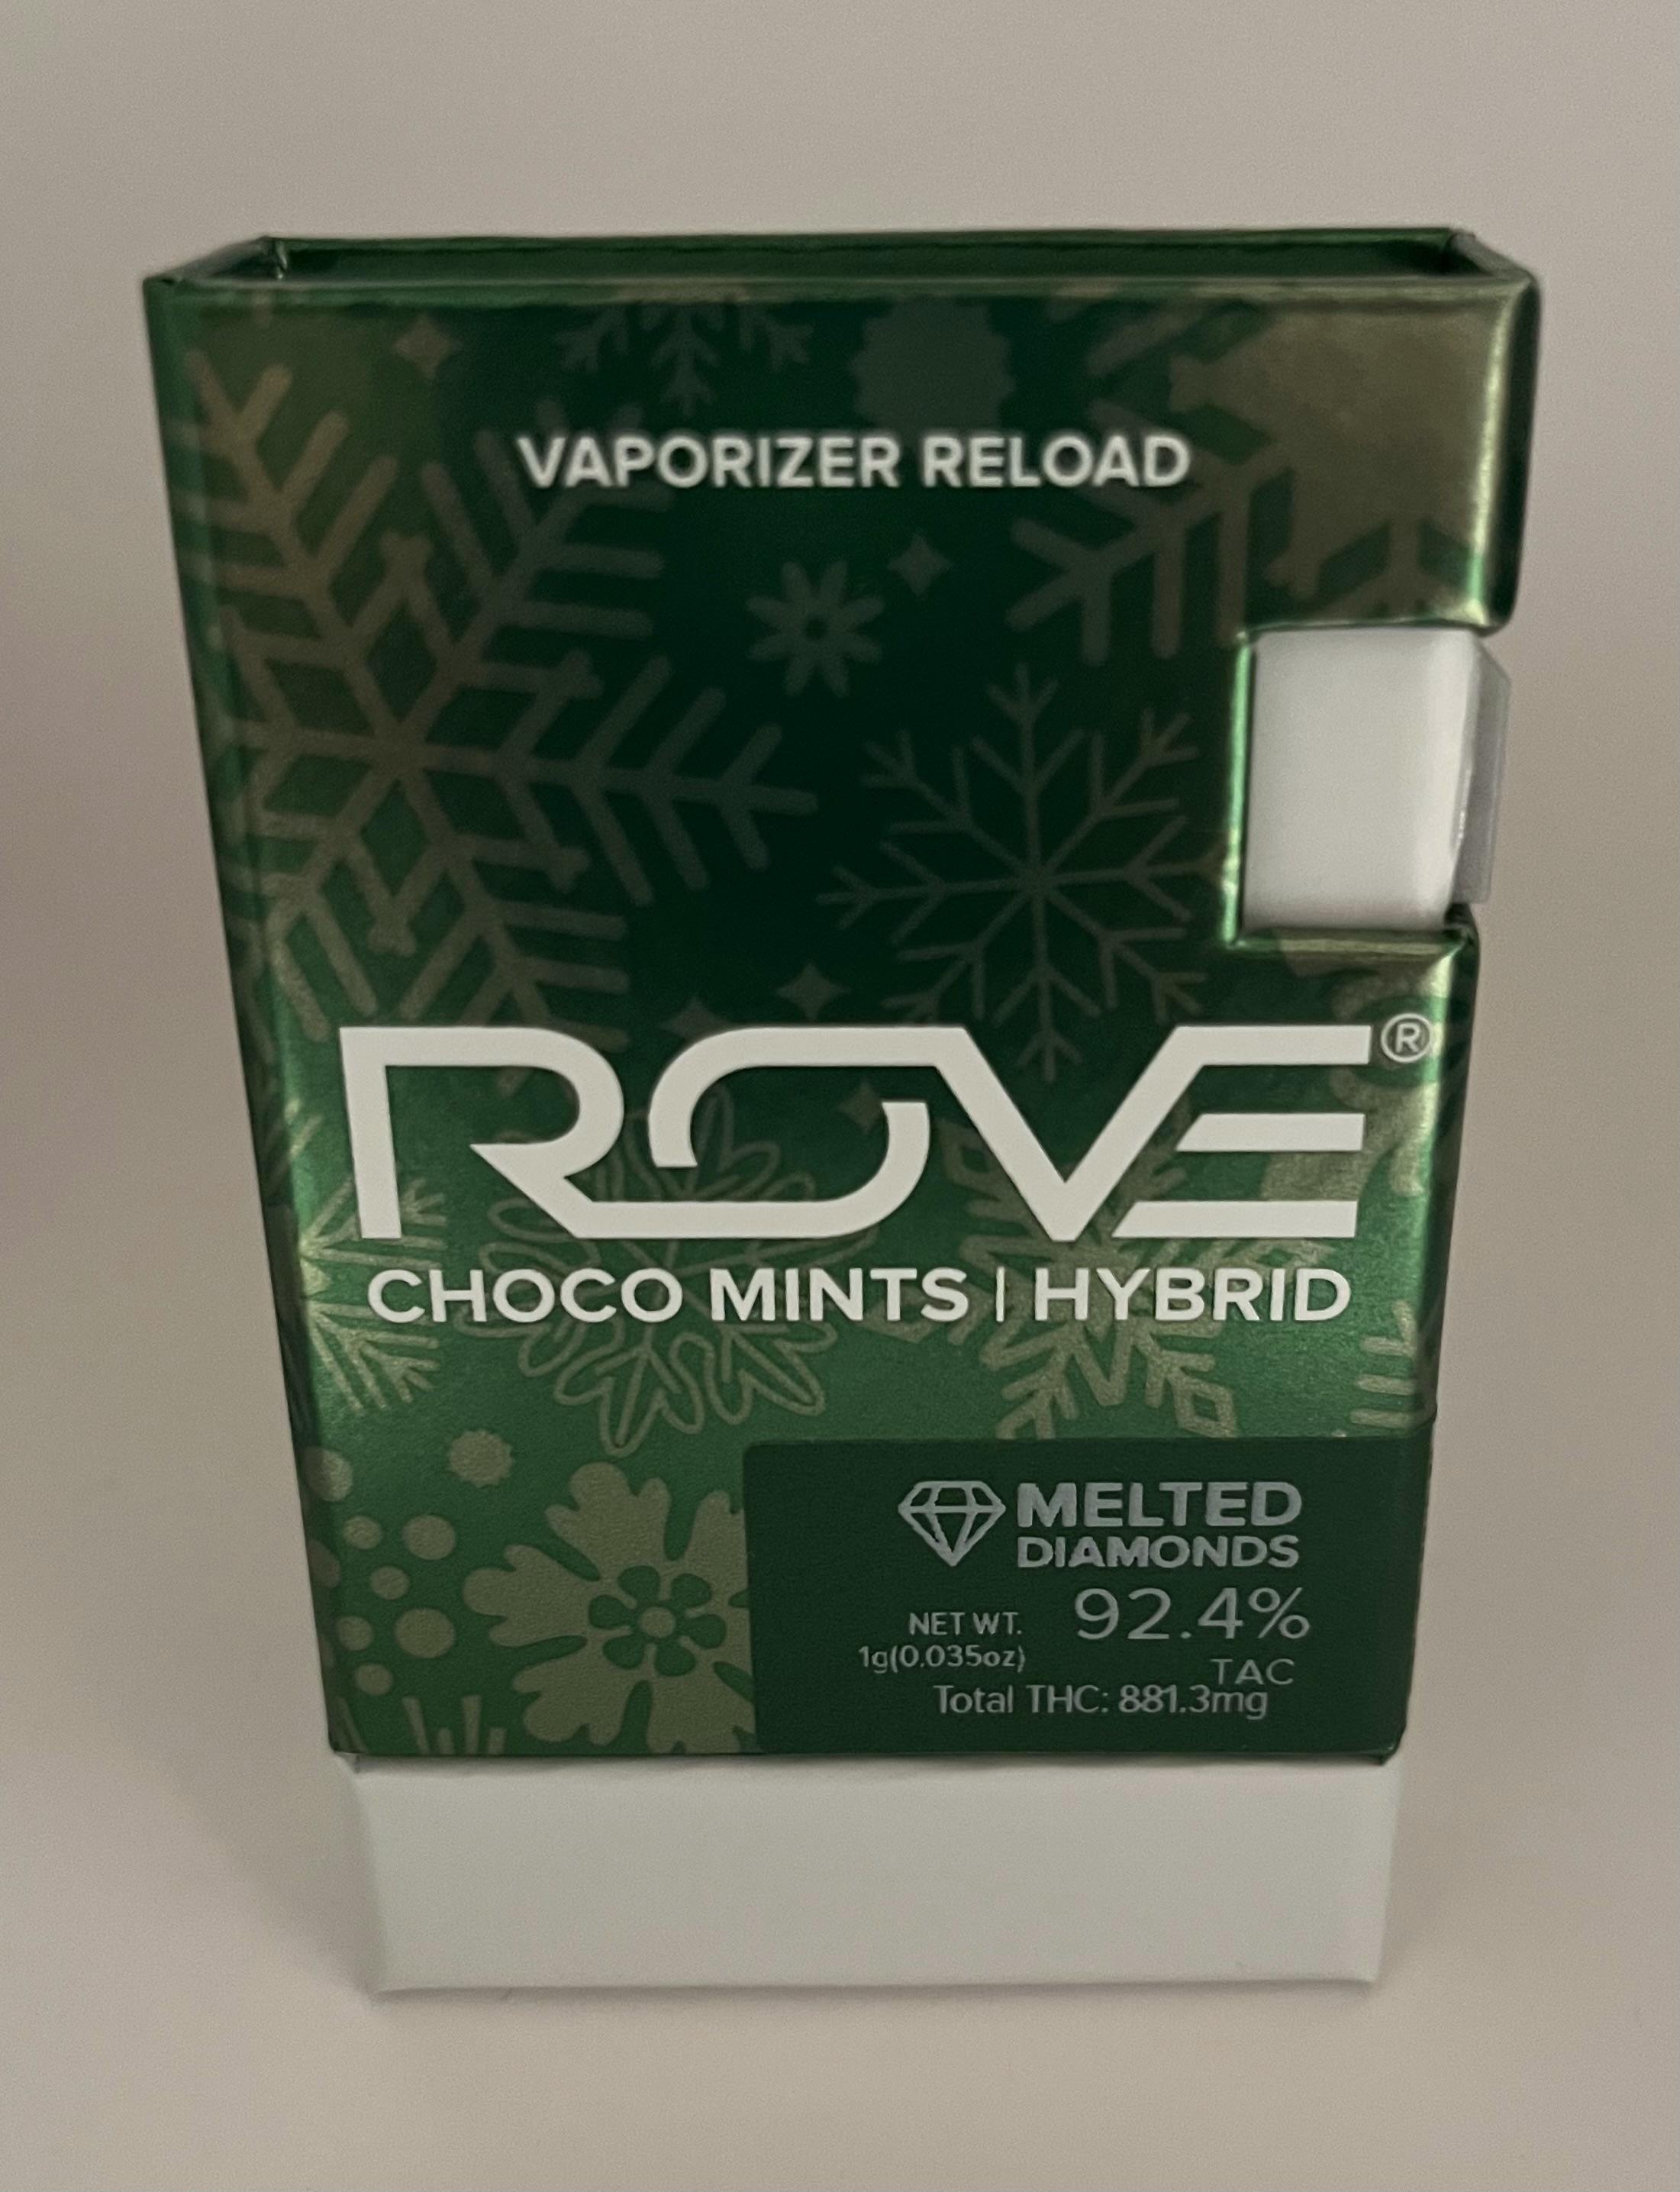 VAPORIZER RELOAD
ROVE®
CHOCO MINTS | HYBRID
MELTED
DIAMONDS
NET WT. 92.4%
1g(0.035oz) TAC
Total THC: 881.3mg